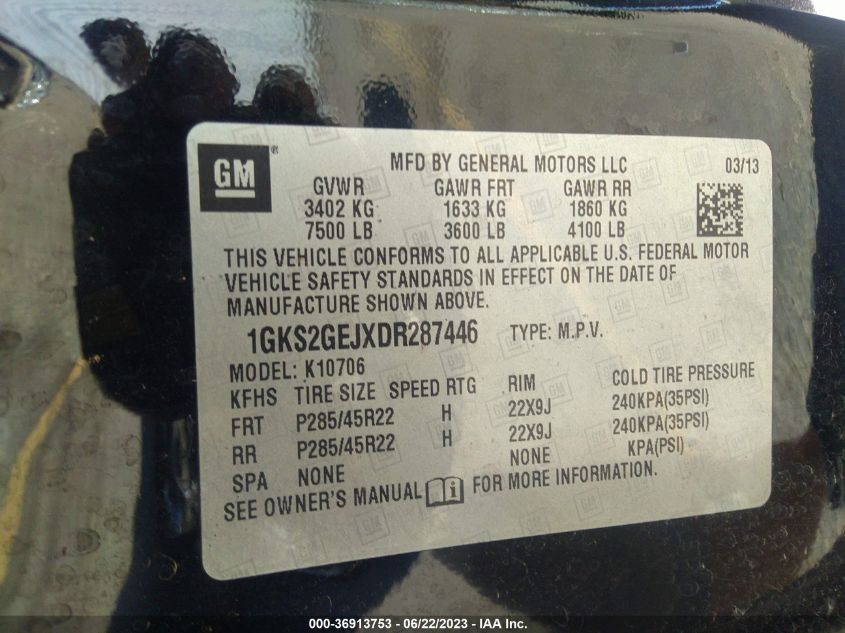 GM ® MFD BY GENERAL MOTORS LLC 03/13
GVWR GAWR FRT GAWR RR
3402 KG 1633 KG 1860 KG
7500 LB 3600 LB 4100 LB
THIS VEHICLE CONFORMS TO ALL APPLICABLE U.S. FEDERAL MOTOR
VEHICLE SAFETY STANDARDS IN EFFECT ON THE DATE OF
MANUFACTURE SHOWN ABOVE.
1GKS2GEJXDR287446 TYPE: M.P.V.
MODEL: K10706
KFHS TIRE SIZE SPEED RTG RIM COLD TIRE PRESSURE
FRT P285/45R22 H 22X9J 240KPA(35PSI)
RR P285/45R22 H 22X9J 240KPA(35PSI)
SPA NONE NONE KPA(PSI)
SEE OWNER'S MANUAL i FOR MORE INFORMATION.
000-36913753 - 06/22/2023 - IAA Inc.